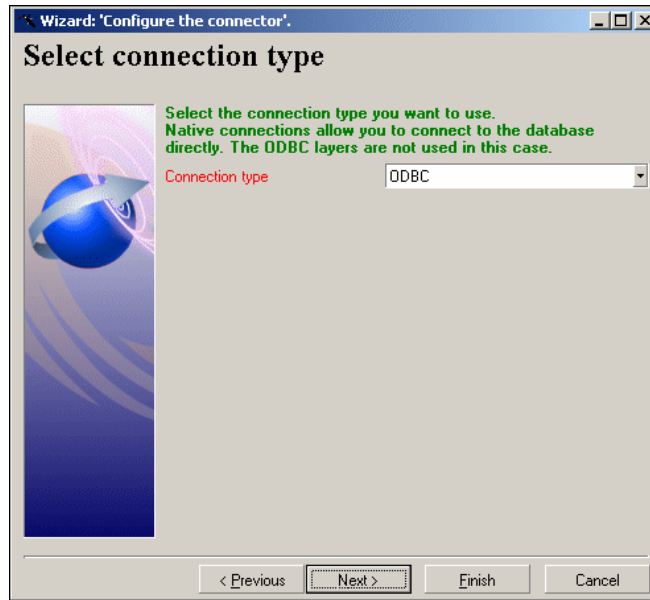 Wizard: 'Configure the connector'.
Select connection type
Select the connection type you want to use.
Native connections allow you to connect to the database
directly. The ODBC layers are not used in this case.
Connection type ODBC
< Previous Next > Finish Cancel